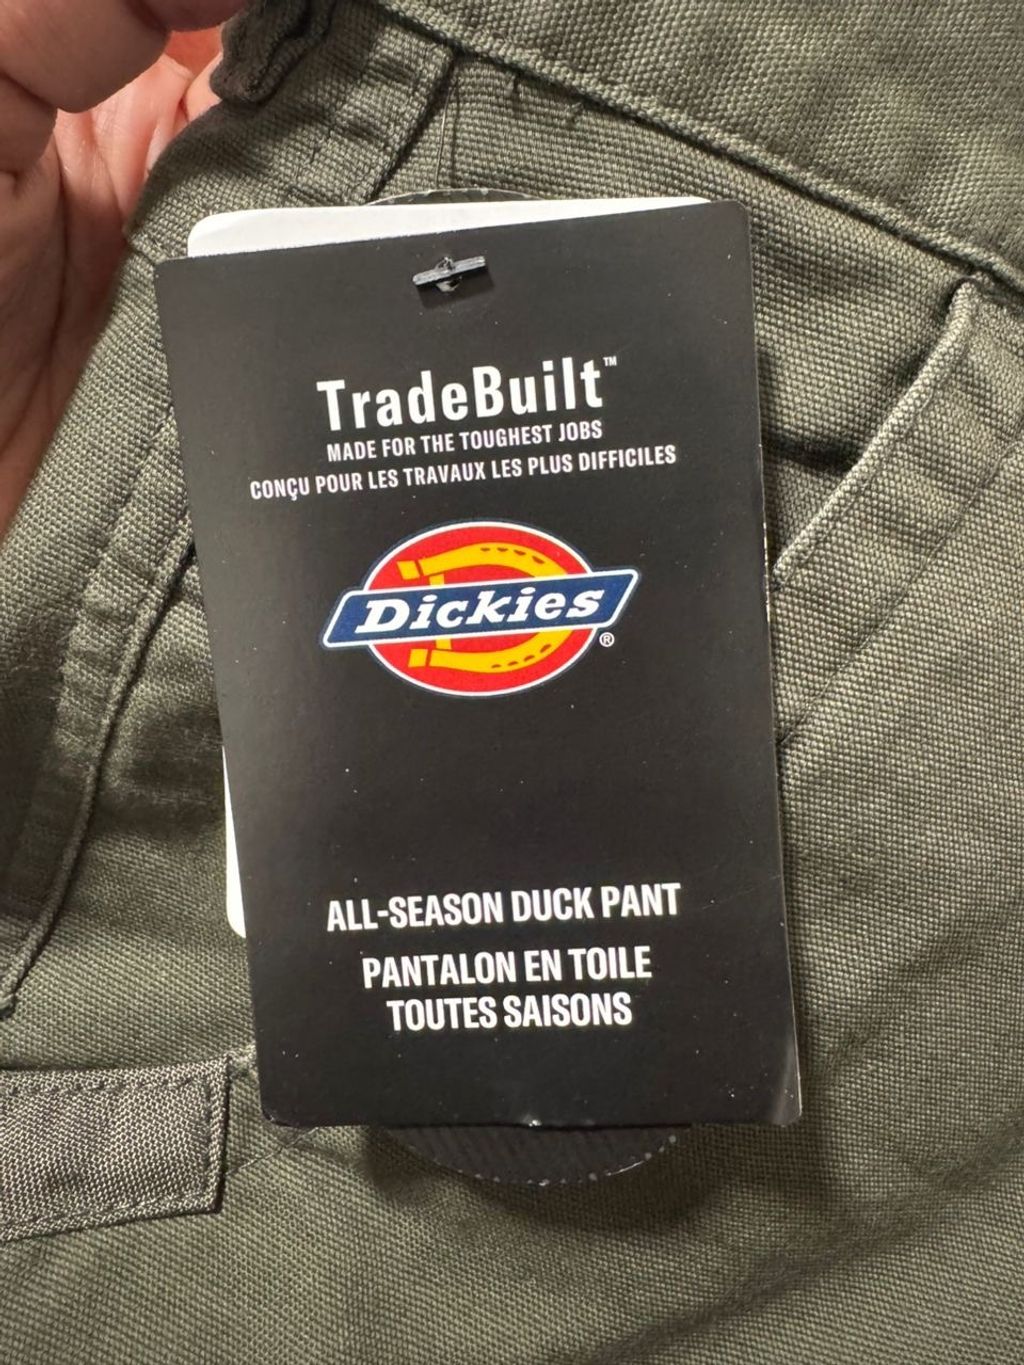 TradeBuilt™
MADE FOR THE TOUGHEST JOBS
CONÇU POUR LES TRAVAUX LES PLUS DIFFICILES
Dickies®
ALL-SEASON DUCK PANT
PANTALON EN TOILE
TOUTES SAISONS